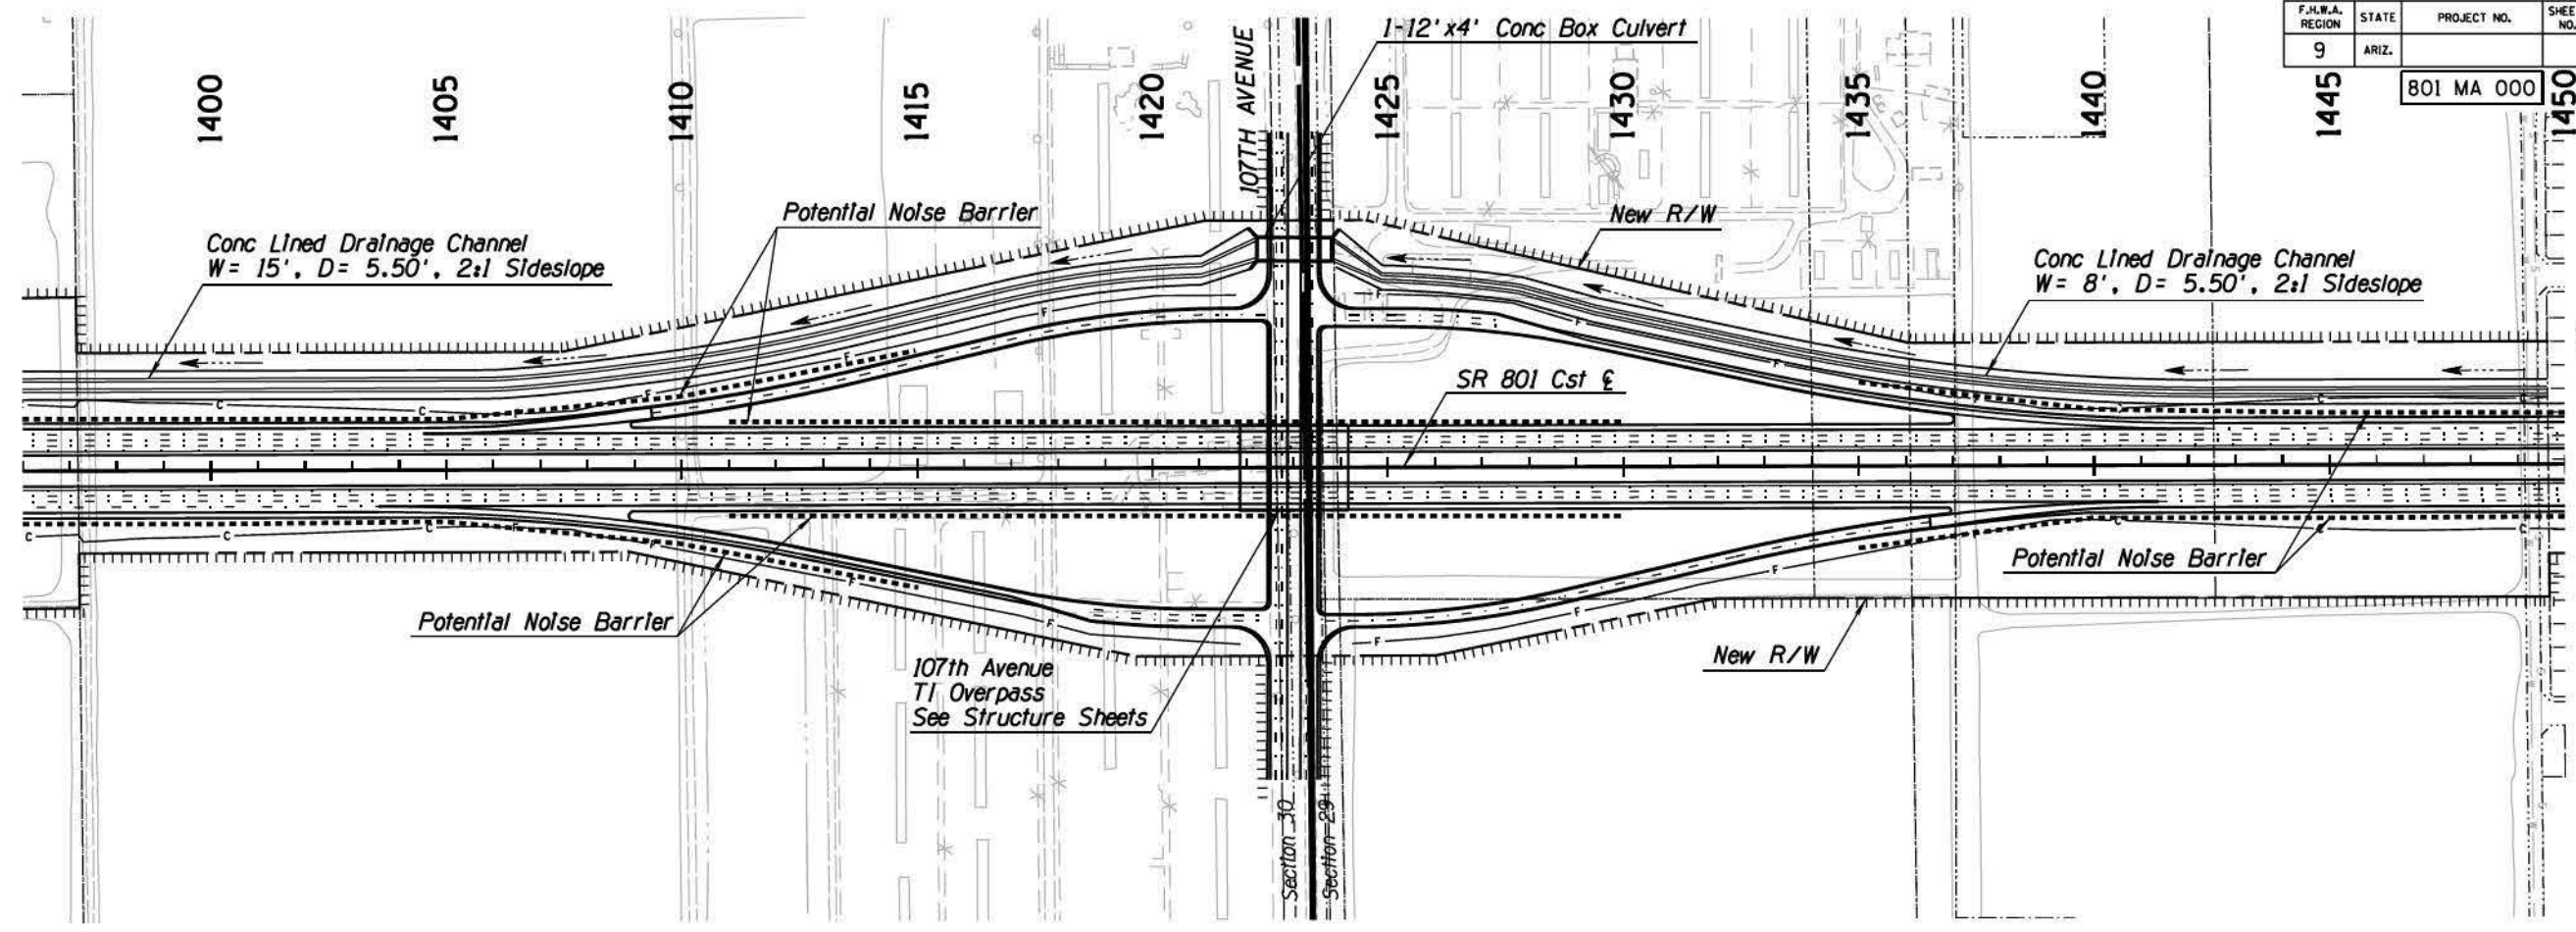 F.H.W.A. REGION
STATE
PROJECT NO.
9
ARIZ.
801 MA 000
1400
1405
1410
1415
1420
107TH AVENUE
1425
1430
1435
1440
1445
1450
1-12'x4' Conc Box Culvert
Potential Noise Barrier
New R/W
Conc Lined Drainage Channel
W= 15', D= 5.50', 2:1 Sideslope
Conc Lined Drainage Channel
W= 8', D= 5.50', 2:1 Sideslope
SR 801 Cst ℄
Potential Noise Barrier
Potential Noise Barrier
New R/W
107th Avenue
TI Overpass
See Structure Sheets
Section 30
Section 29
C
C
C
C
C
C
C
C
C
F
F
F
F
F
F
F
F
F
F
F
F
F
F